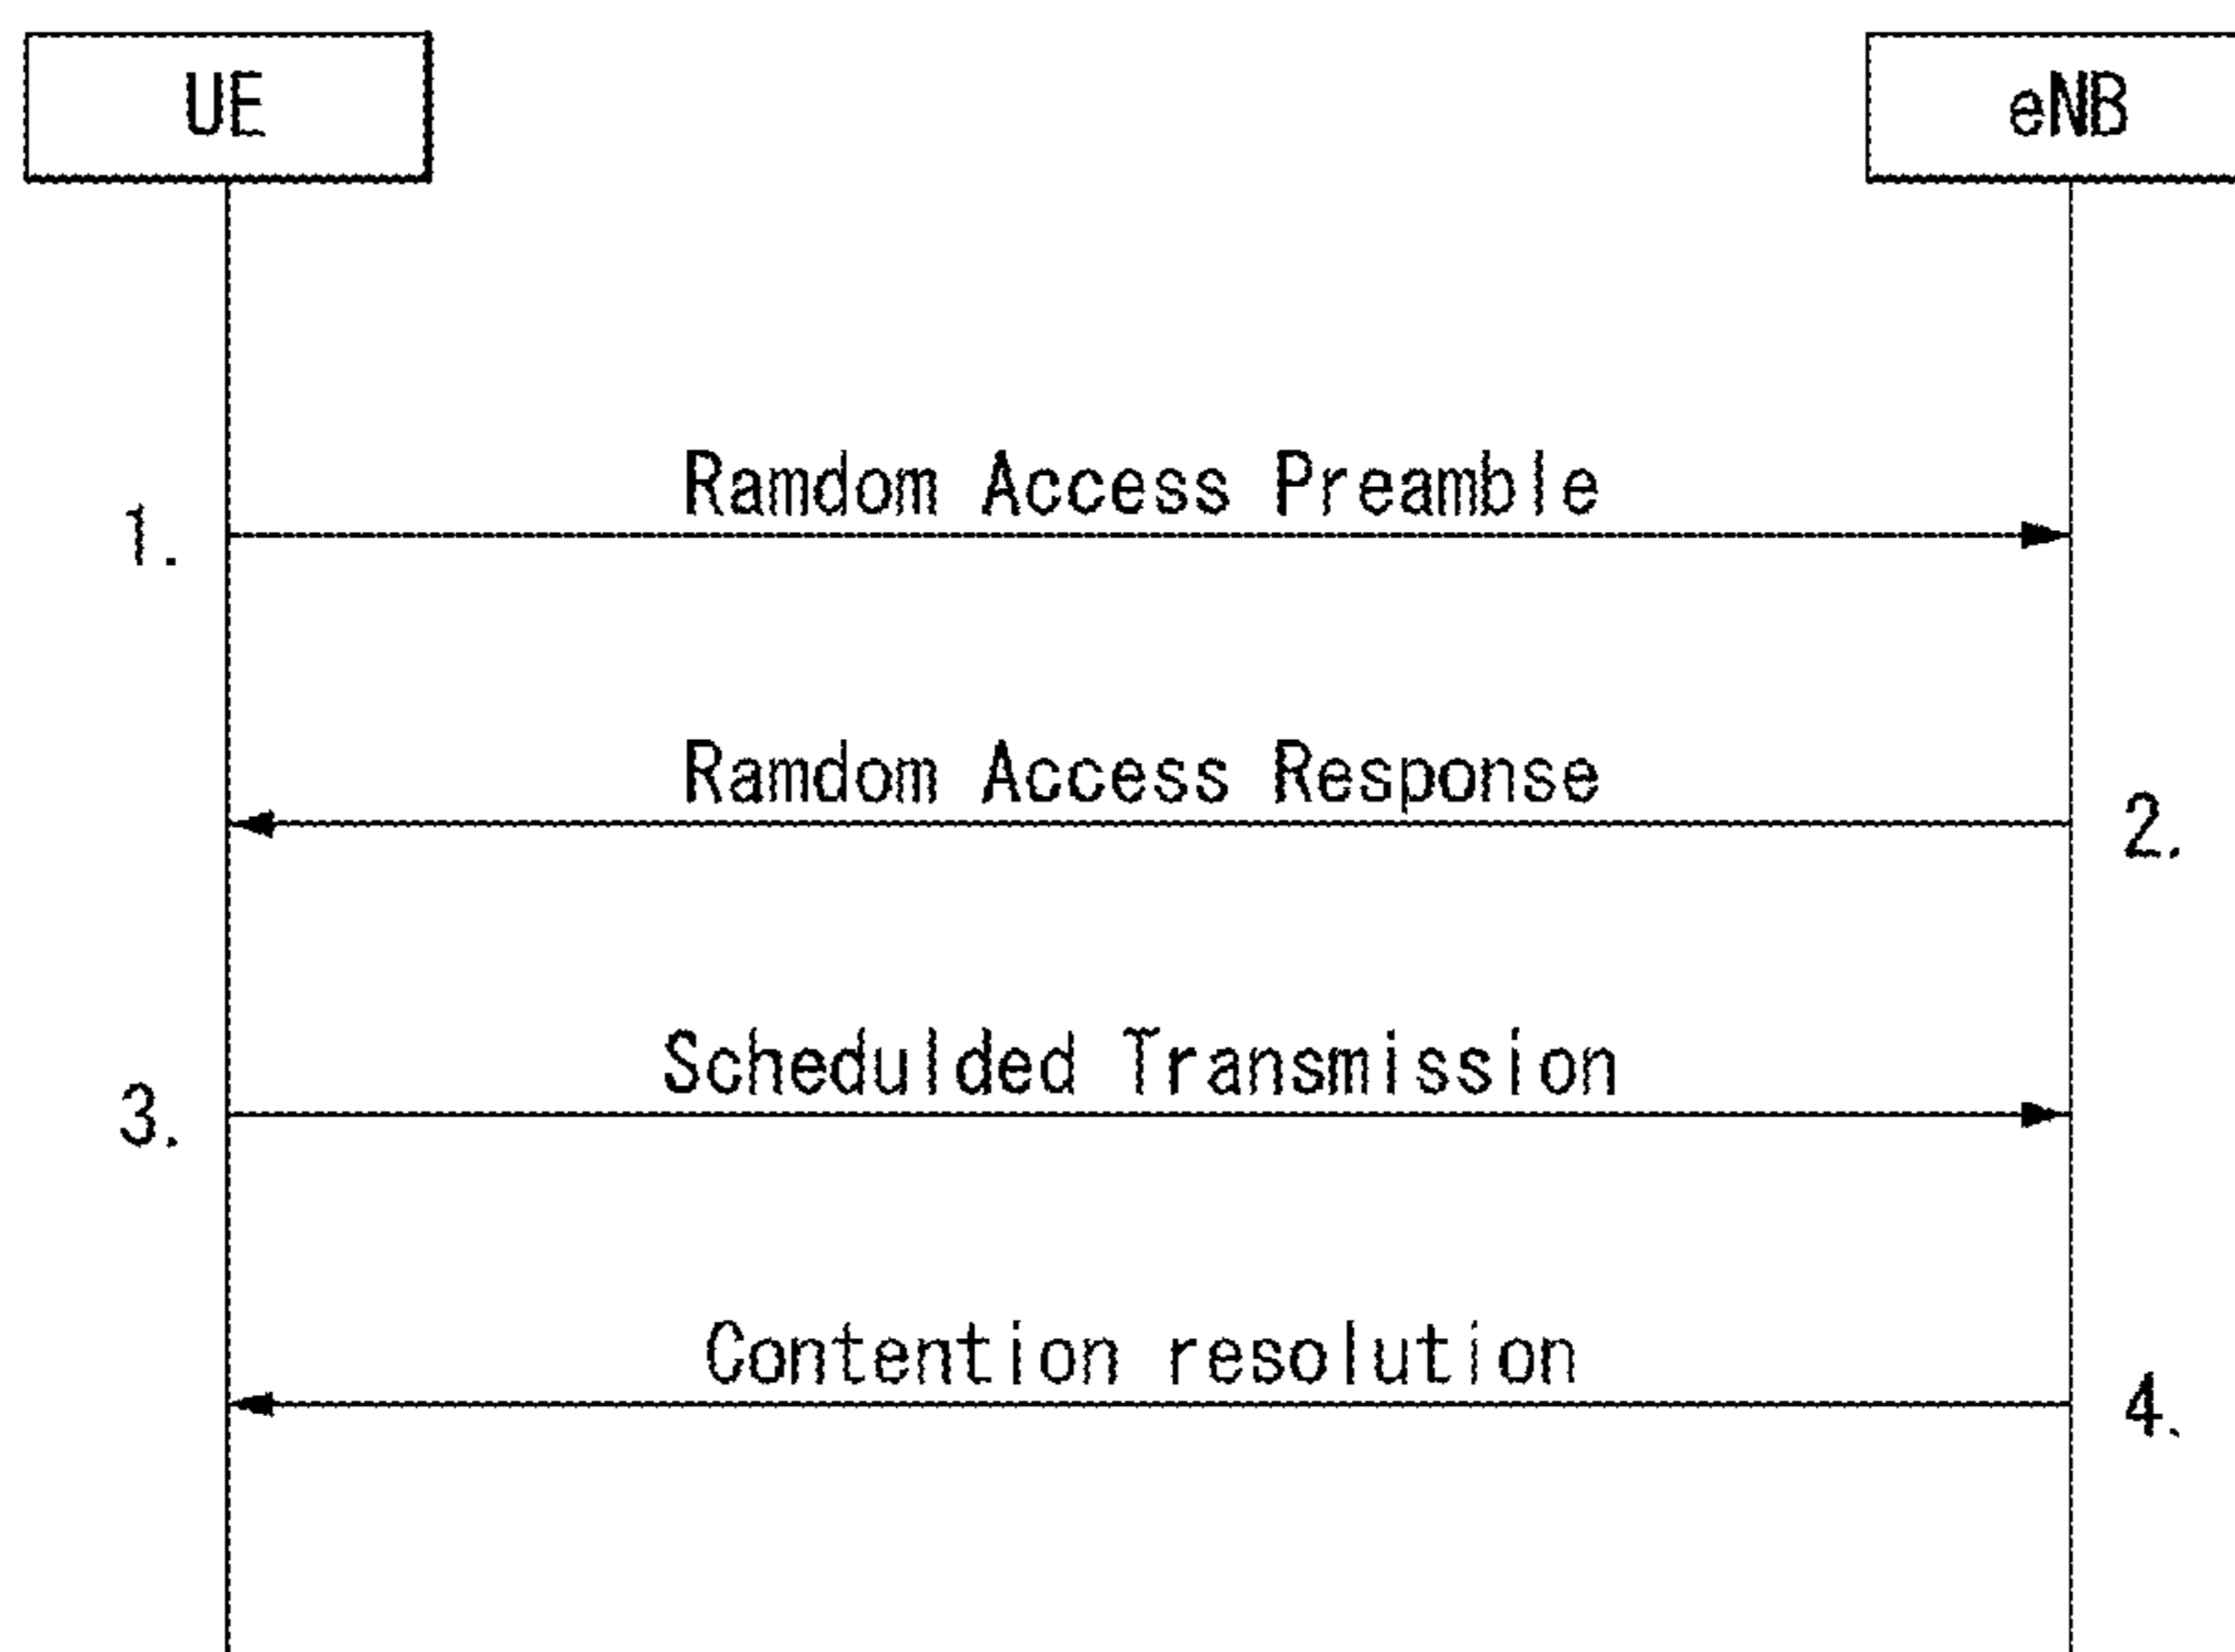 UE
eNB
Ramdom Access Preamble
1.
Ramdom Access Response
2.
Schedulded Transmission
3.
Contention resolution
4.